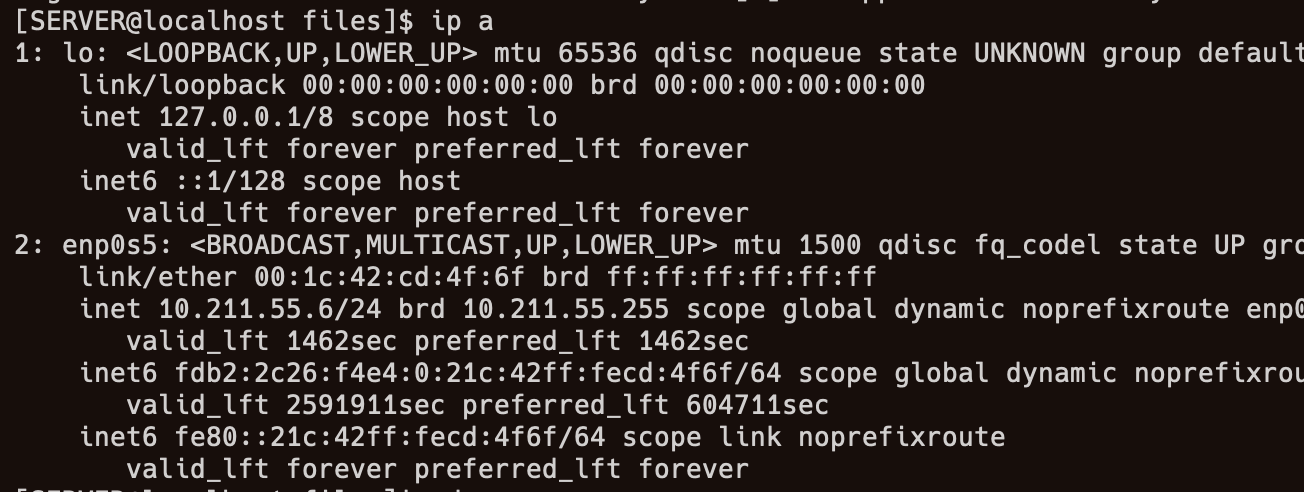 [SERVER@localhost files]$ ip a
1: lo: <LOOPBACK,UP,LOWER_UP> mtu 65536 qdisc noqueue state UNKNOWN group default
    link/loopback 00:00:00:00:00:00 brd 00:00:00:00:00:00
    inet 127.0.0.1/8 scope host lo
       valid_lft forever preferred_lft forever
    inet6 ::1/128 scope host
       valid_lft forever preferred_lft forever
2: enp0s5: <BROADCAST,MULTICAST,UP,LOWER_UP> mtu 1500 qdisc fq_codel state UP gro
    link/ether 00:1c:42:cd:4f:6f brd ff:ff:ff:ff:ff:ff
    inet 10.211.55.6/24 brd 10.211.55.255 scope global dynamic noprefixroute enp0
       valid_lft 1462sec preferred_lft 1462sec
    inet6 fdb2:2c26:f4e4:0:21c:42ff:fecd:4f6f/64 scope global dynamic noprefixrou
       valid_lft 2591911sec preferred_lft 604711sec
    inet6 fe80::21c:42ff:fecd:4f6f/64 scope link noprefixroute
       valid_lft forever preferred_lft forever